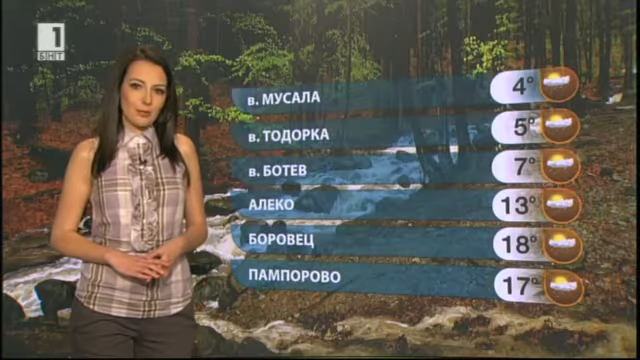 1
БНТ
в. МУСАЛА 4°
в. ТОДОРКА 5°
в. БОТЕВ 7°
АЛЕКО 13°
БОРОВЕЦ 18°
ПАМПОРОВО 17°